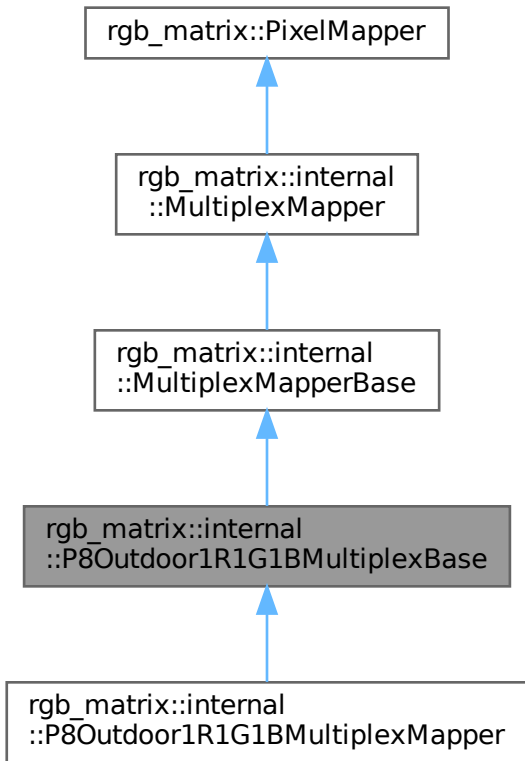 rgb_matrix::PixelMapper
rgb_matrix::internal
::MultiplexMapper
rgb_matrix::internal
::MultiplexMapperBase
rgb_matrix::internal
::P8Outdoor1R1G1BMultiplexBase
rgb_matrix::internal
::P8Outdoor1R1G1BMultiplexMapper